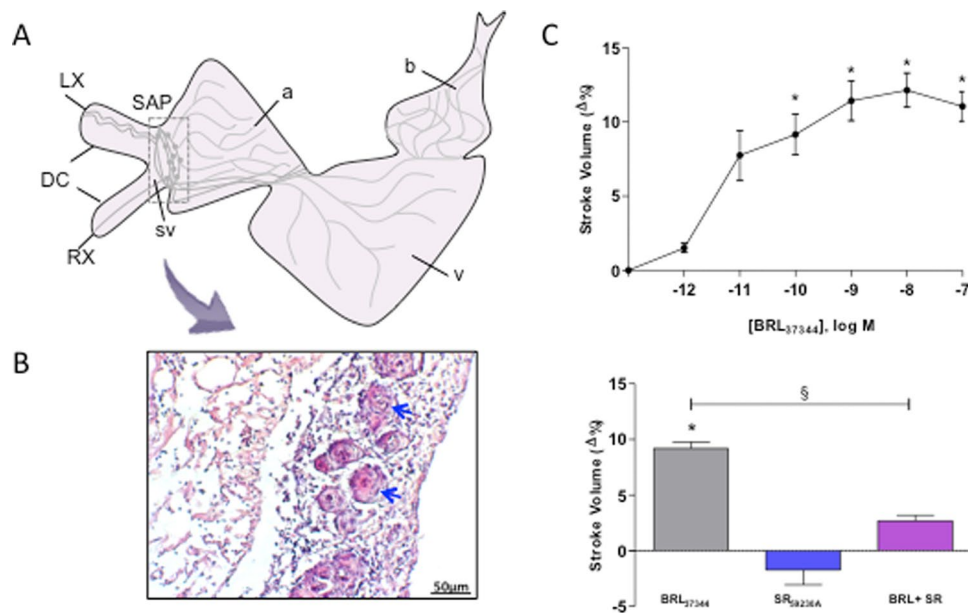 A
LX
SAP
a
b
DC
sv
RX
v
B
50µm
C
Stroke Volume (Δ%)
15
10
5
0
*
*
*
*
-12
-11
-10
-9
-8
-7
[BRL37344], log M
Stroke Volume (Δ%)
15
10
5
0
-5
§
*
BRL37344
SR59230A
BRL+ SR